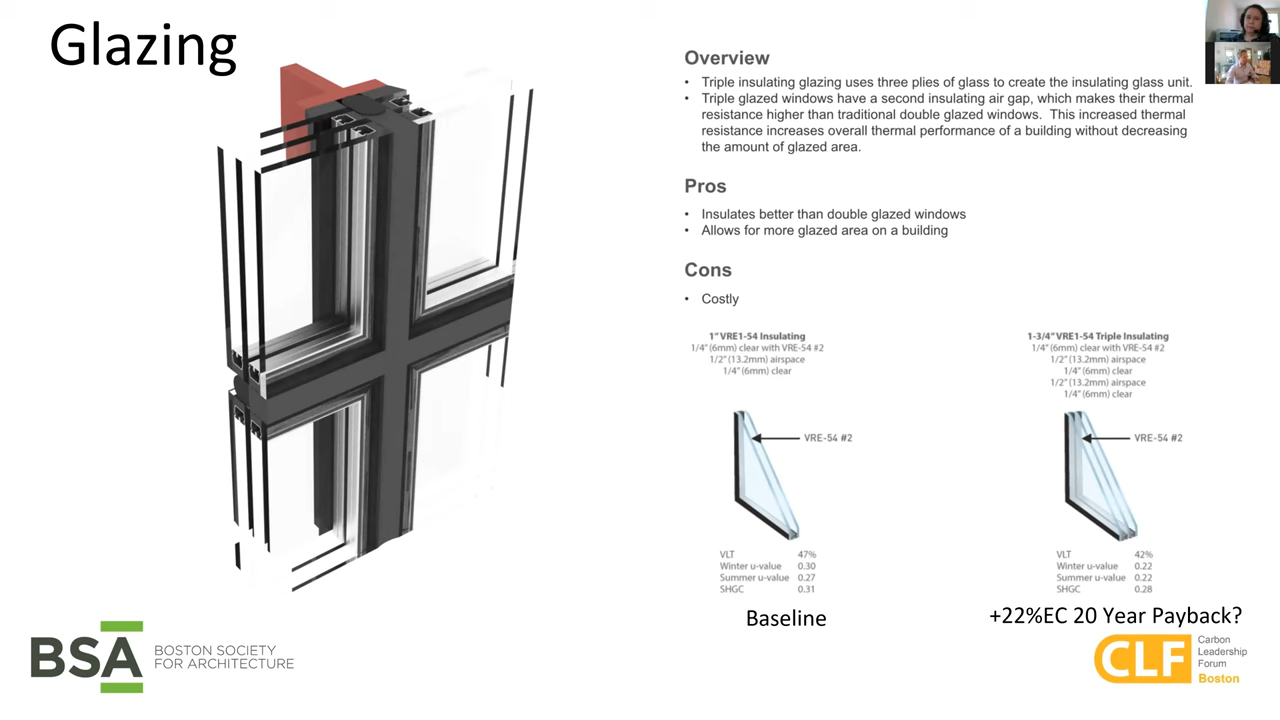 Glazing
Overview
• Triple insulating glazing uses three plies of glass to create the insulating glass unit.
• Triple glazed windows have a second insulating air gap, which makes their thermal
resistance higher than traditional double glazed windows. This increased thermal
resistance increases overall thermal performance of a building without decreasing
the amount of glazed area.
Pros
• Insulates better than double glazed windows
• Allows for more glazed area on a building
Cons
• Costly
1" VRE1-54 Insulating
1/4" (6mm) clear with VRE-54 #2
1/2" (13.2mm) airspace
1/4" (6mm) clear
VRE-54 #2
VLT 47%
Winter u-value 0.30
Summer u-value 0.27
SHGC 0.31
Baseline
1-3/4" VRE1-54 Triple Insulating
1/4" (6mm) clear with VRE-54 #2
1/2" (13.2mm) airspace
1/4" (6mm) clear
1/2" (13.2mm) airspace
1/4" (6mm) clear
VRE-54 #2
VLT 42%
Winter u-value 0.22
Summer u-value 0.22
SHGC 0.28
+22%EC 20 Year Payback?
BSA
BOSTON SOCIETY
FOR ARCHITECTURE
CLF
Carbon
Leadership
Forum
Boston